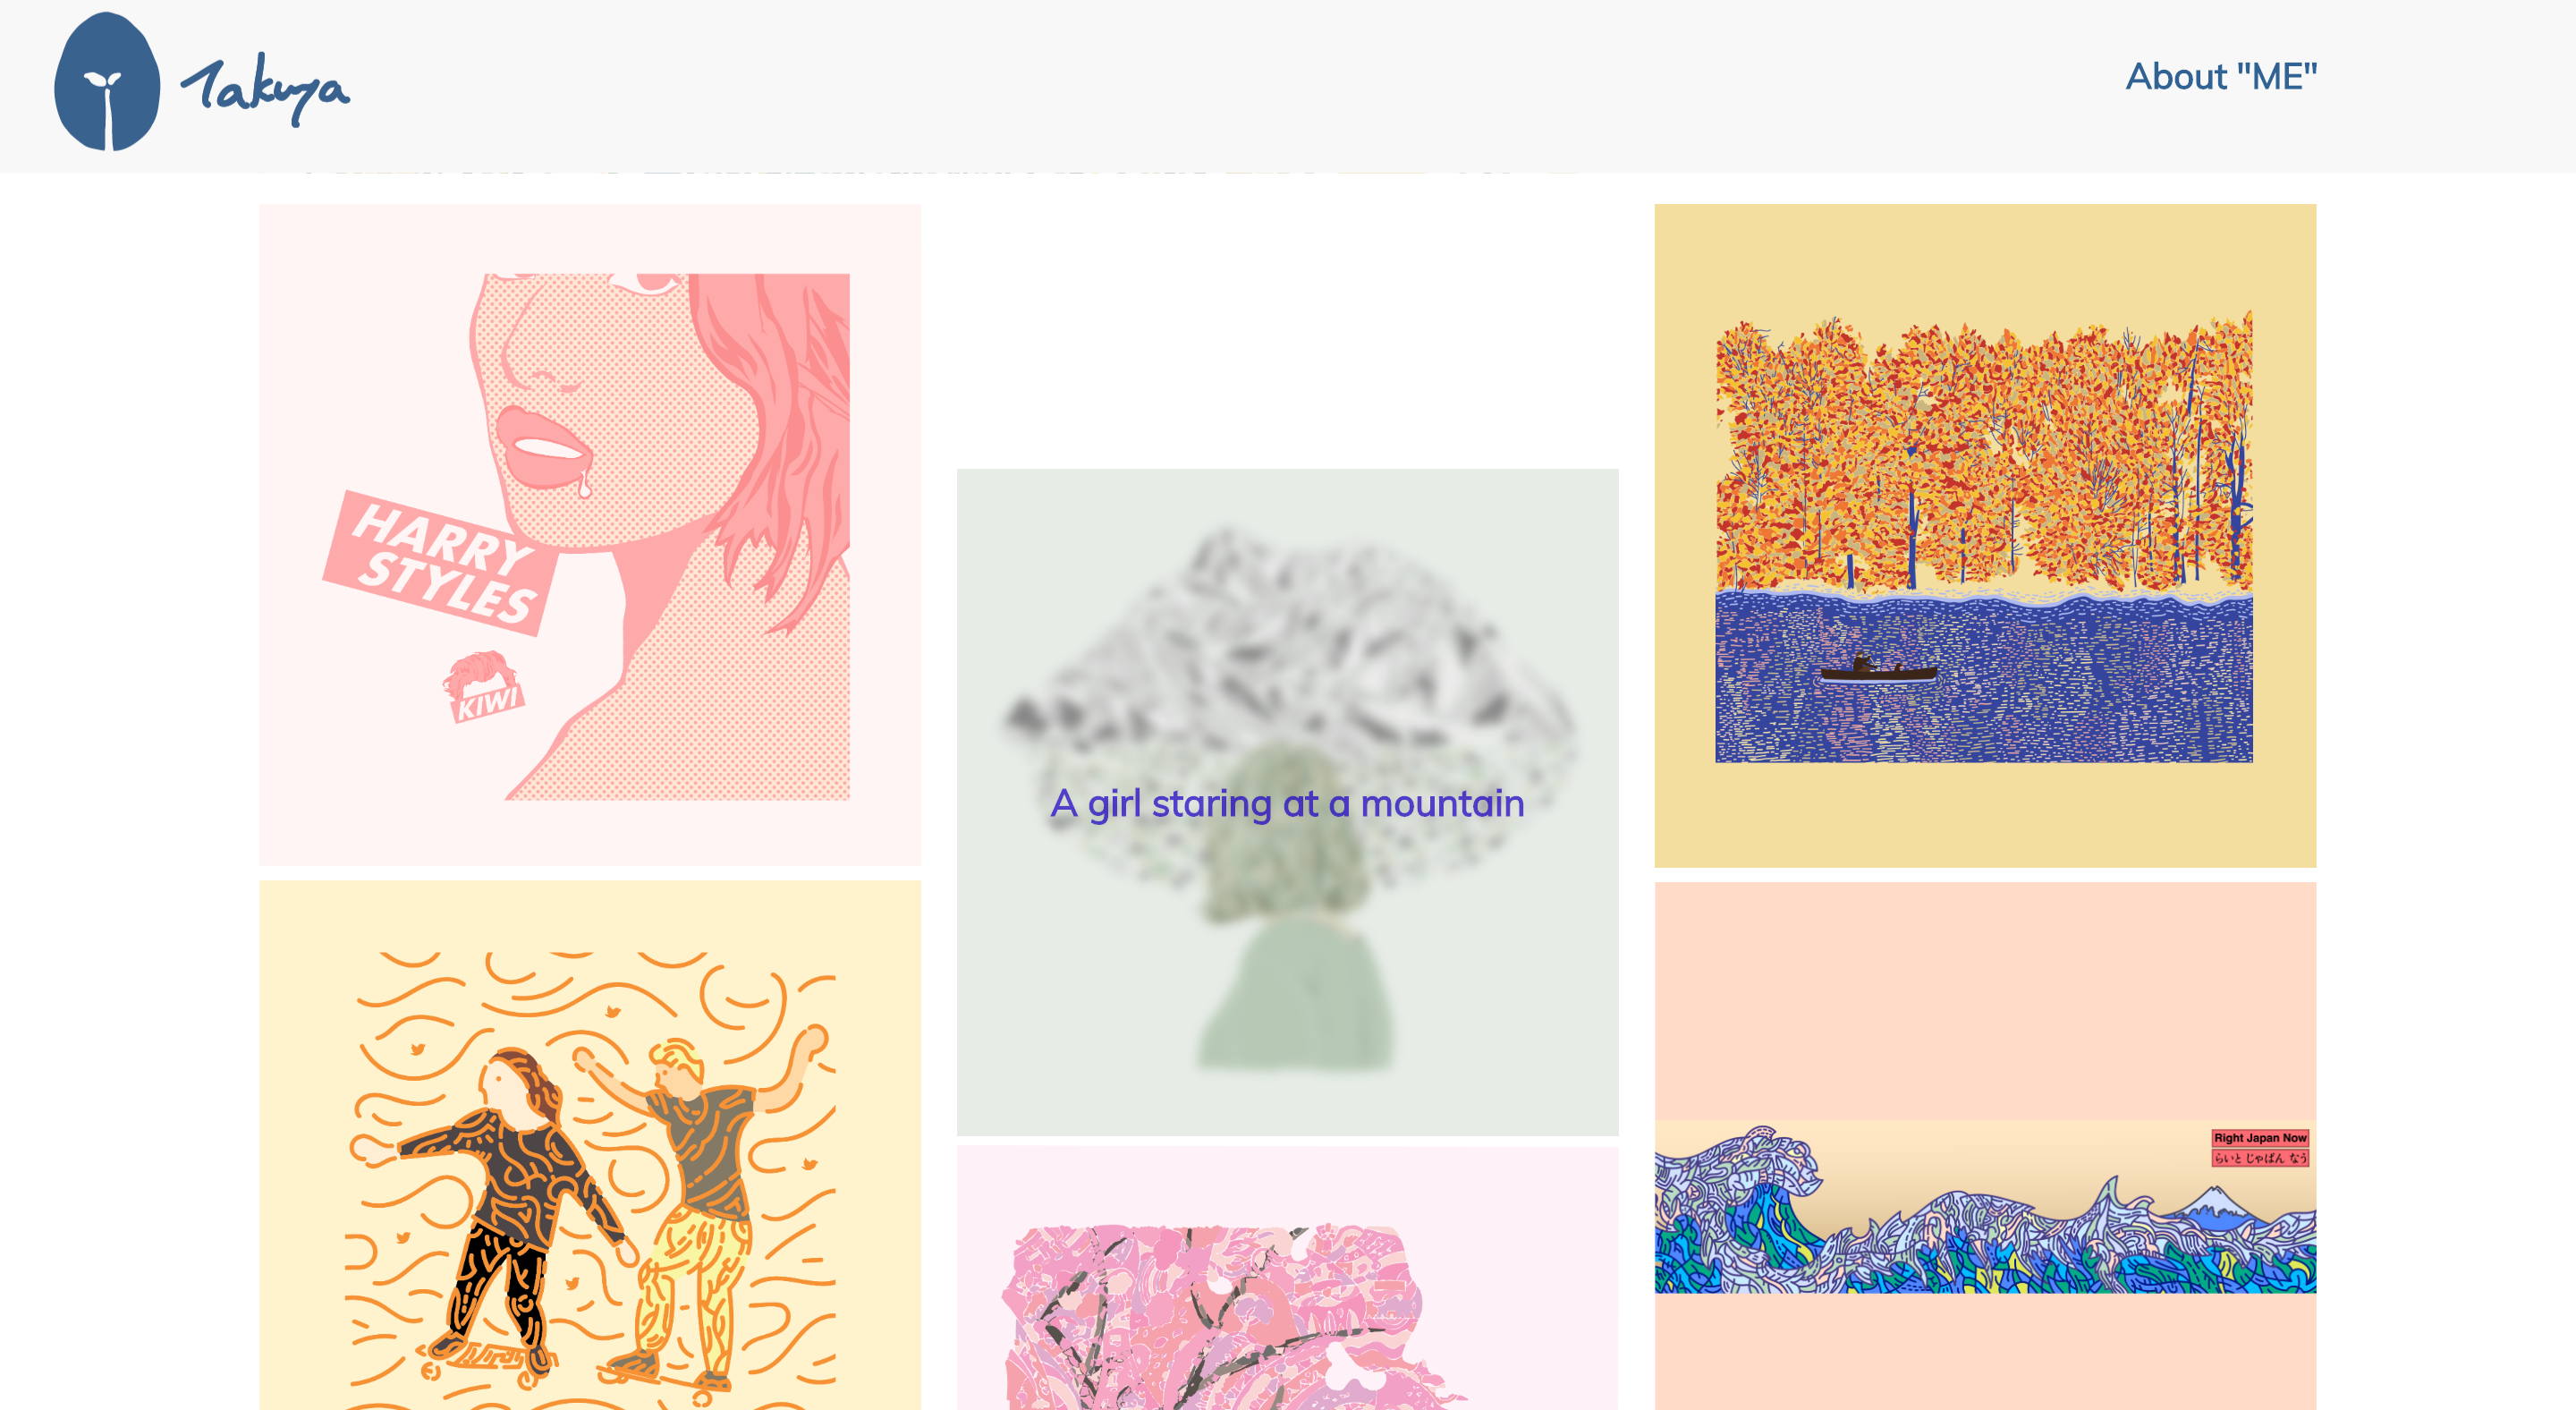 Takuya
About "ME"
HARRY
STYLES
KIWI
A girl staring at a mountain
Right Japan Now
らいと じゃぱん なう